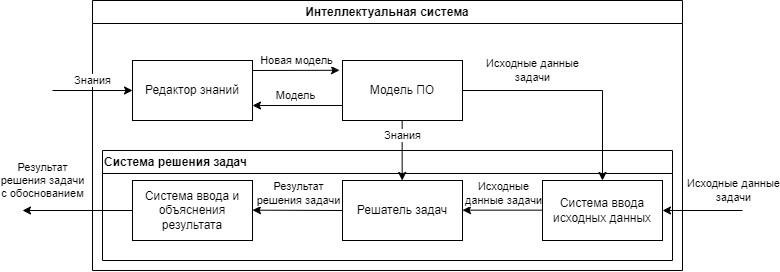 Интеллектуальная система
Знания
Редактор знаний
Новая модель
Модель
Модель ПО
Исходные данные
задачи
Знания
Система решения задач
Результат
решения задачи
с обоснованием
Система ввода и
объяснения
результата
Результат
решения задачи
Решатель задач
Исходные
данные задачи
Система ввода
исходных данных
Исходные данные
задачи